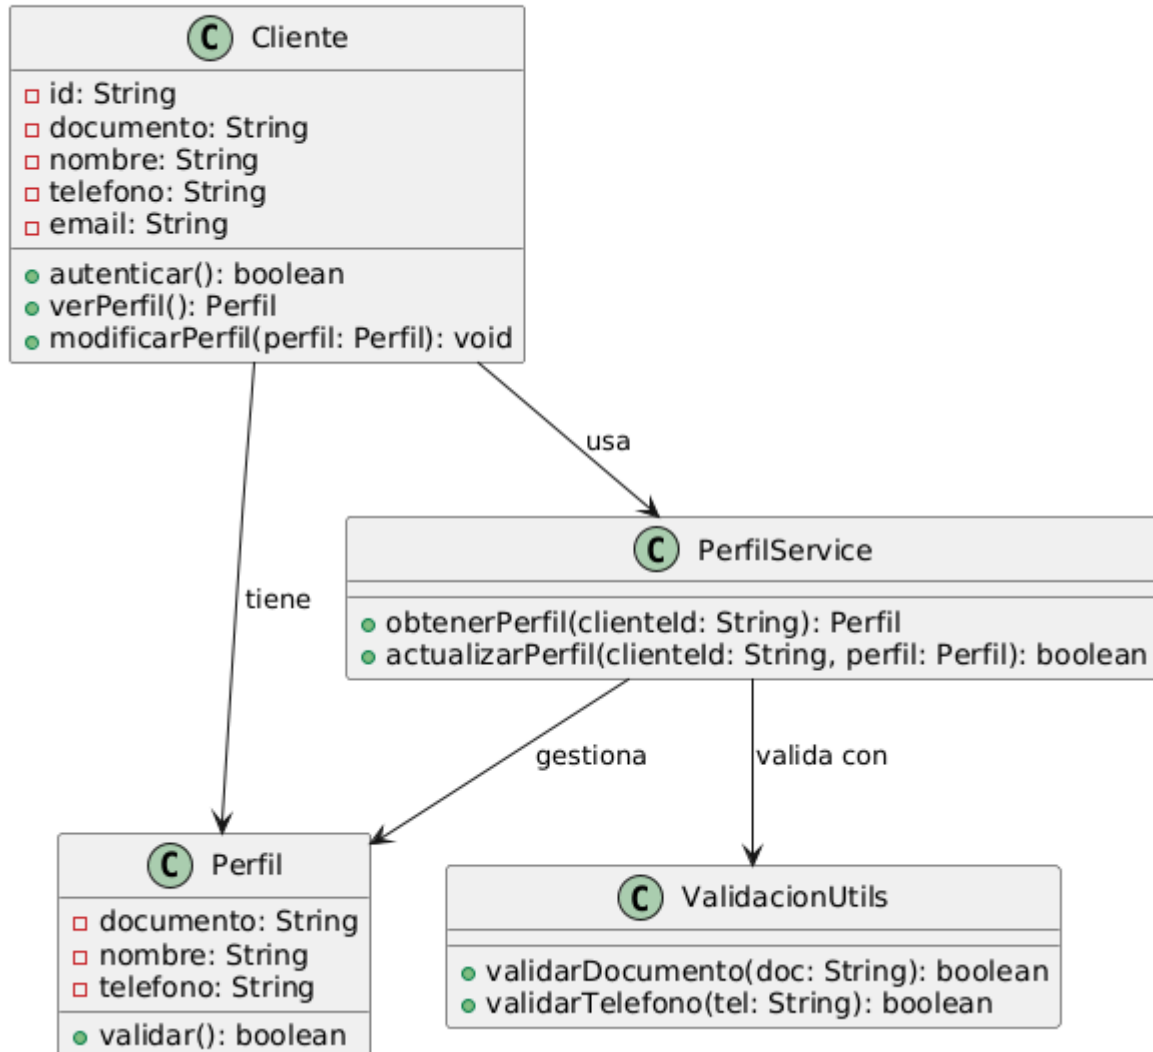 C Cliente
id: String
documento: String
nombre: String
telefono: String
email: String
autenticar(): boolean
verPerfil(): Perfil
modificarPerfil(perfil: Perfil): void
usa
C PerfilService
obtenerPerfil(clienteId: String): Perfil
actualizarPerfil(clienteId: String, perfil: Perfil): boolean
tiene
gestiona
valida con
C Perfil
documento: String
nombre: String
telefono: String
validar(): boolean
C ValidacionUtils
validarDocumento(doc: String): boolean
validarTelefono(tel: String): boolean